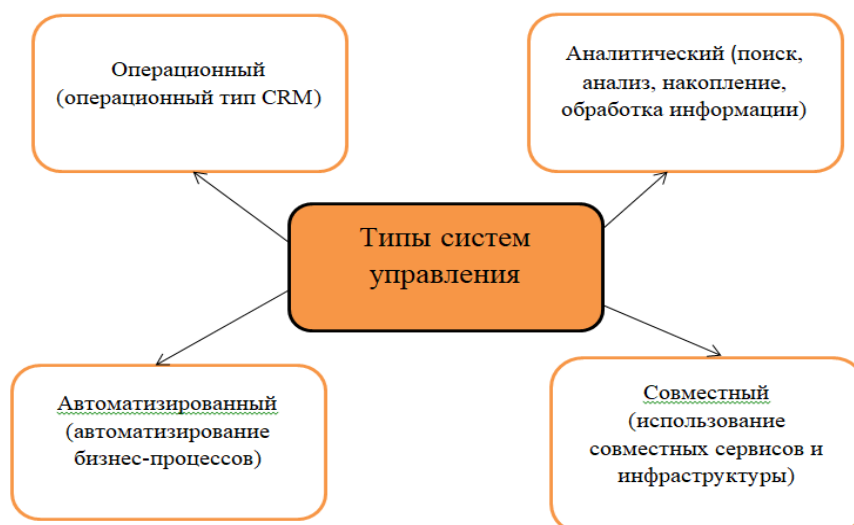 Операционный
(операционный тип CRM)
Аналитический (поиск,
анализ, накопление,
обработка информации)
Типы систем
управления
Автоматизированный
(автоматизирование
бизнес-процессов)
Совместный
(использование
совместных сервисов и
инфраструктуры)